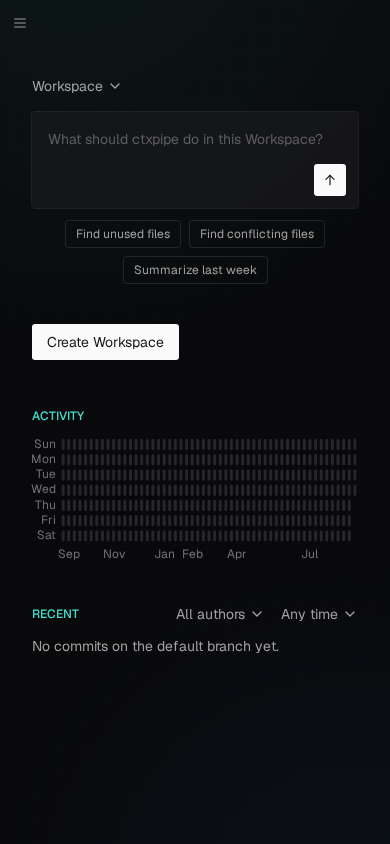 Workspace
What should ctxpipe do in this Workspace?
Find unused files
Find conflicting files
Summarize last week
Create Workspace
ACTIVITY
Sun
Mon
Tue
Wed
Thu
Fri
Sat
Sep Nov Jan Feb Apr Jul
RECENT All authors Any time
No commits on the default branch yet.